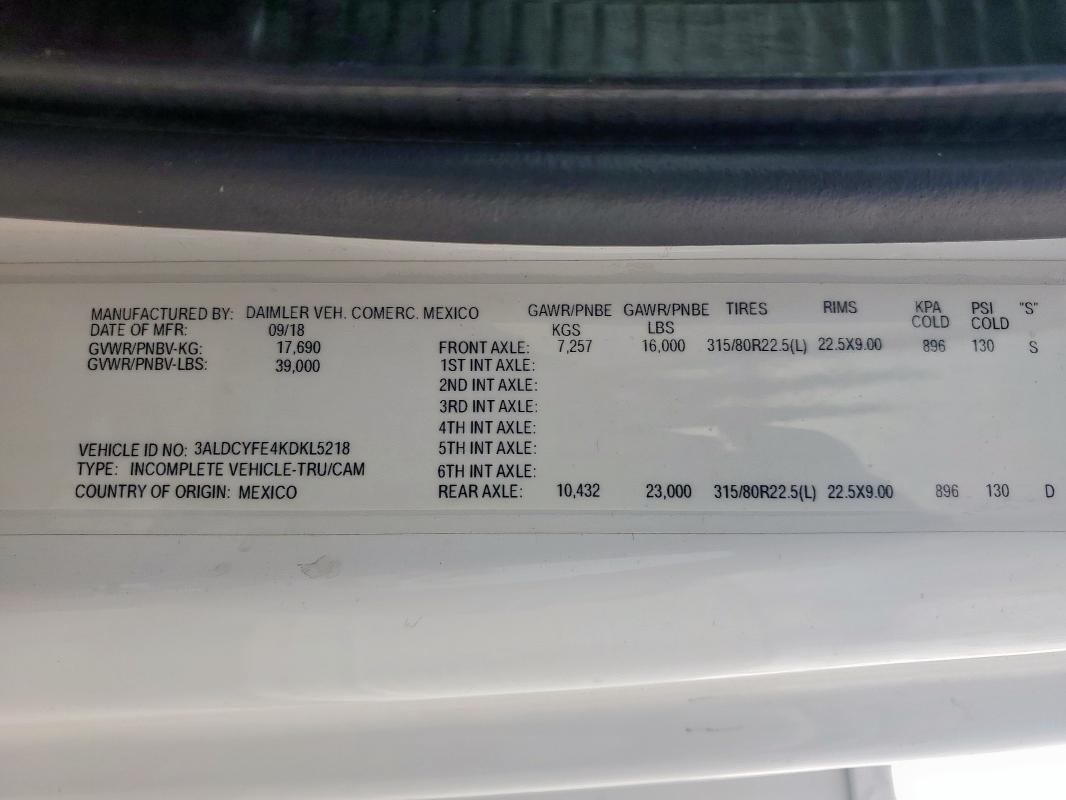 MANUFACTURED BY: DAIMLER VEH. COMERC. MEXICO GAWR/PNBE GAWR/PNBE TIRES RIMS KPA PSI "S"
DATE OF MFR: 09/18 KGS LBS COLD COLD
GVWR/PNBV-KG: 17,690 FRONT AXLE: 7,257 16,000 315/80R22.5(L) 22.5X9.00 896 130 S
GVWR/PNBV-LBS: 39,000 1ST INT AXLE:
2ND INT AXLE:
3RD INT AXLE:
4TH INT AXLE:
VEHICLE ID NO: 3ALDCYFE4KDKL5218 5TH INT AXLE:
TYPE: INCOMPLETE VEHICLE-TRU/CAM 6TH INT AXLE:
COUNTRY OF ORIGIN: MEXICO REAR AXLE: 10,432 23,000 315/80R22.5(L) 22.5X9.00 896 130 D